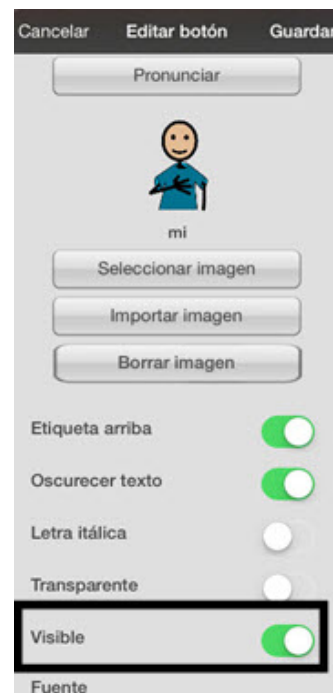 Cancelar Editar botón Guardar
Pronunciar
mi
Seleccionar imagen
Importar imagen
Borrar imagen
Etiqueta arriba
Oscurecer texto
Letra itálica
Transparente
Visible
Fuente